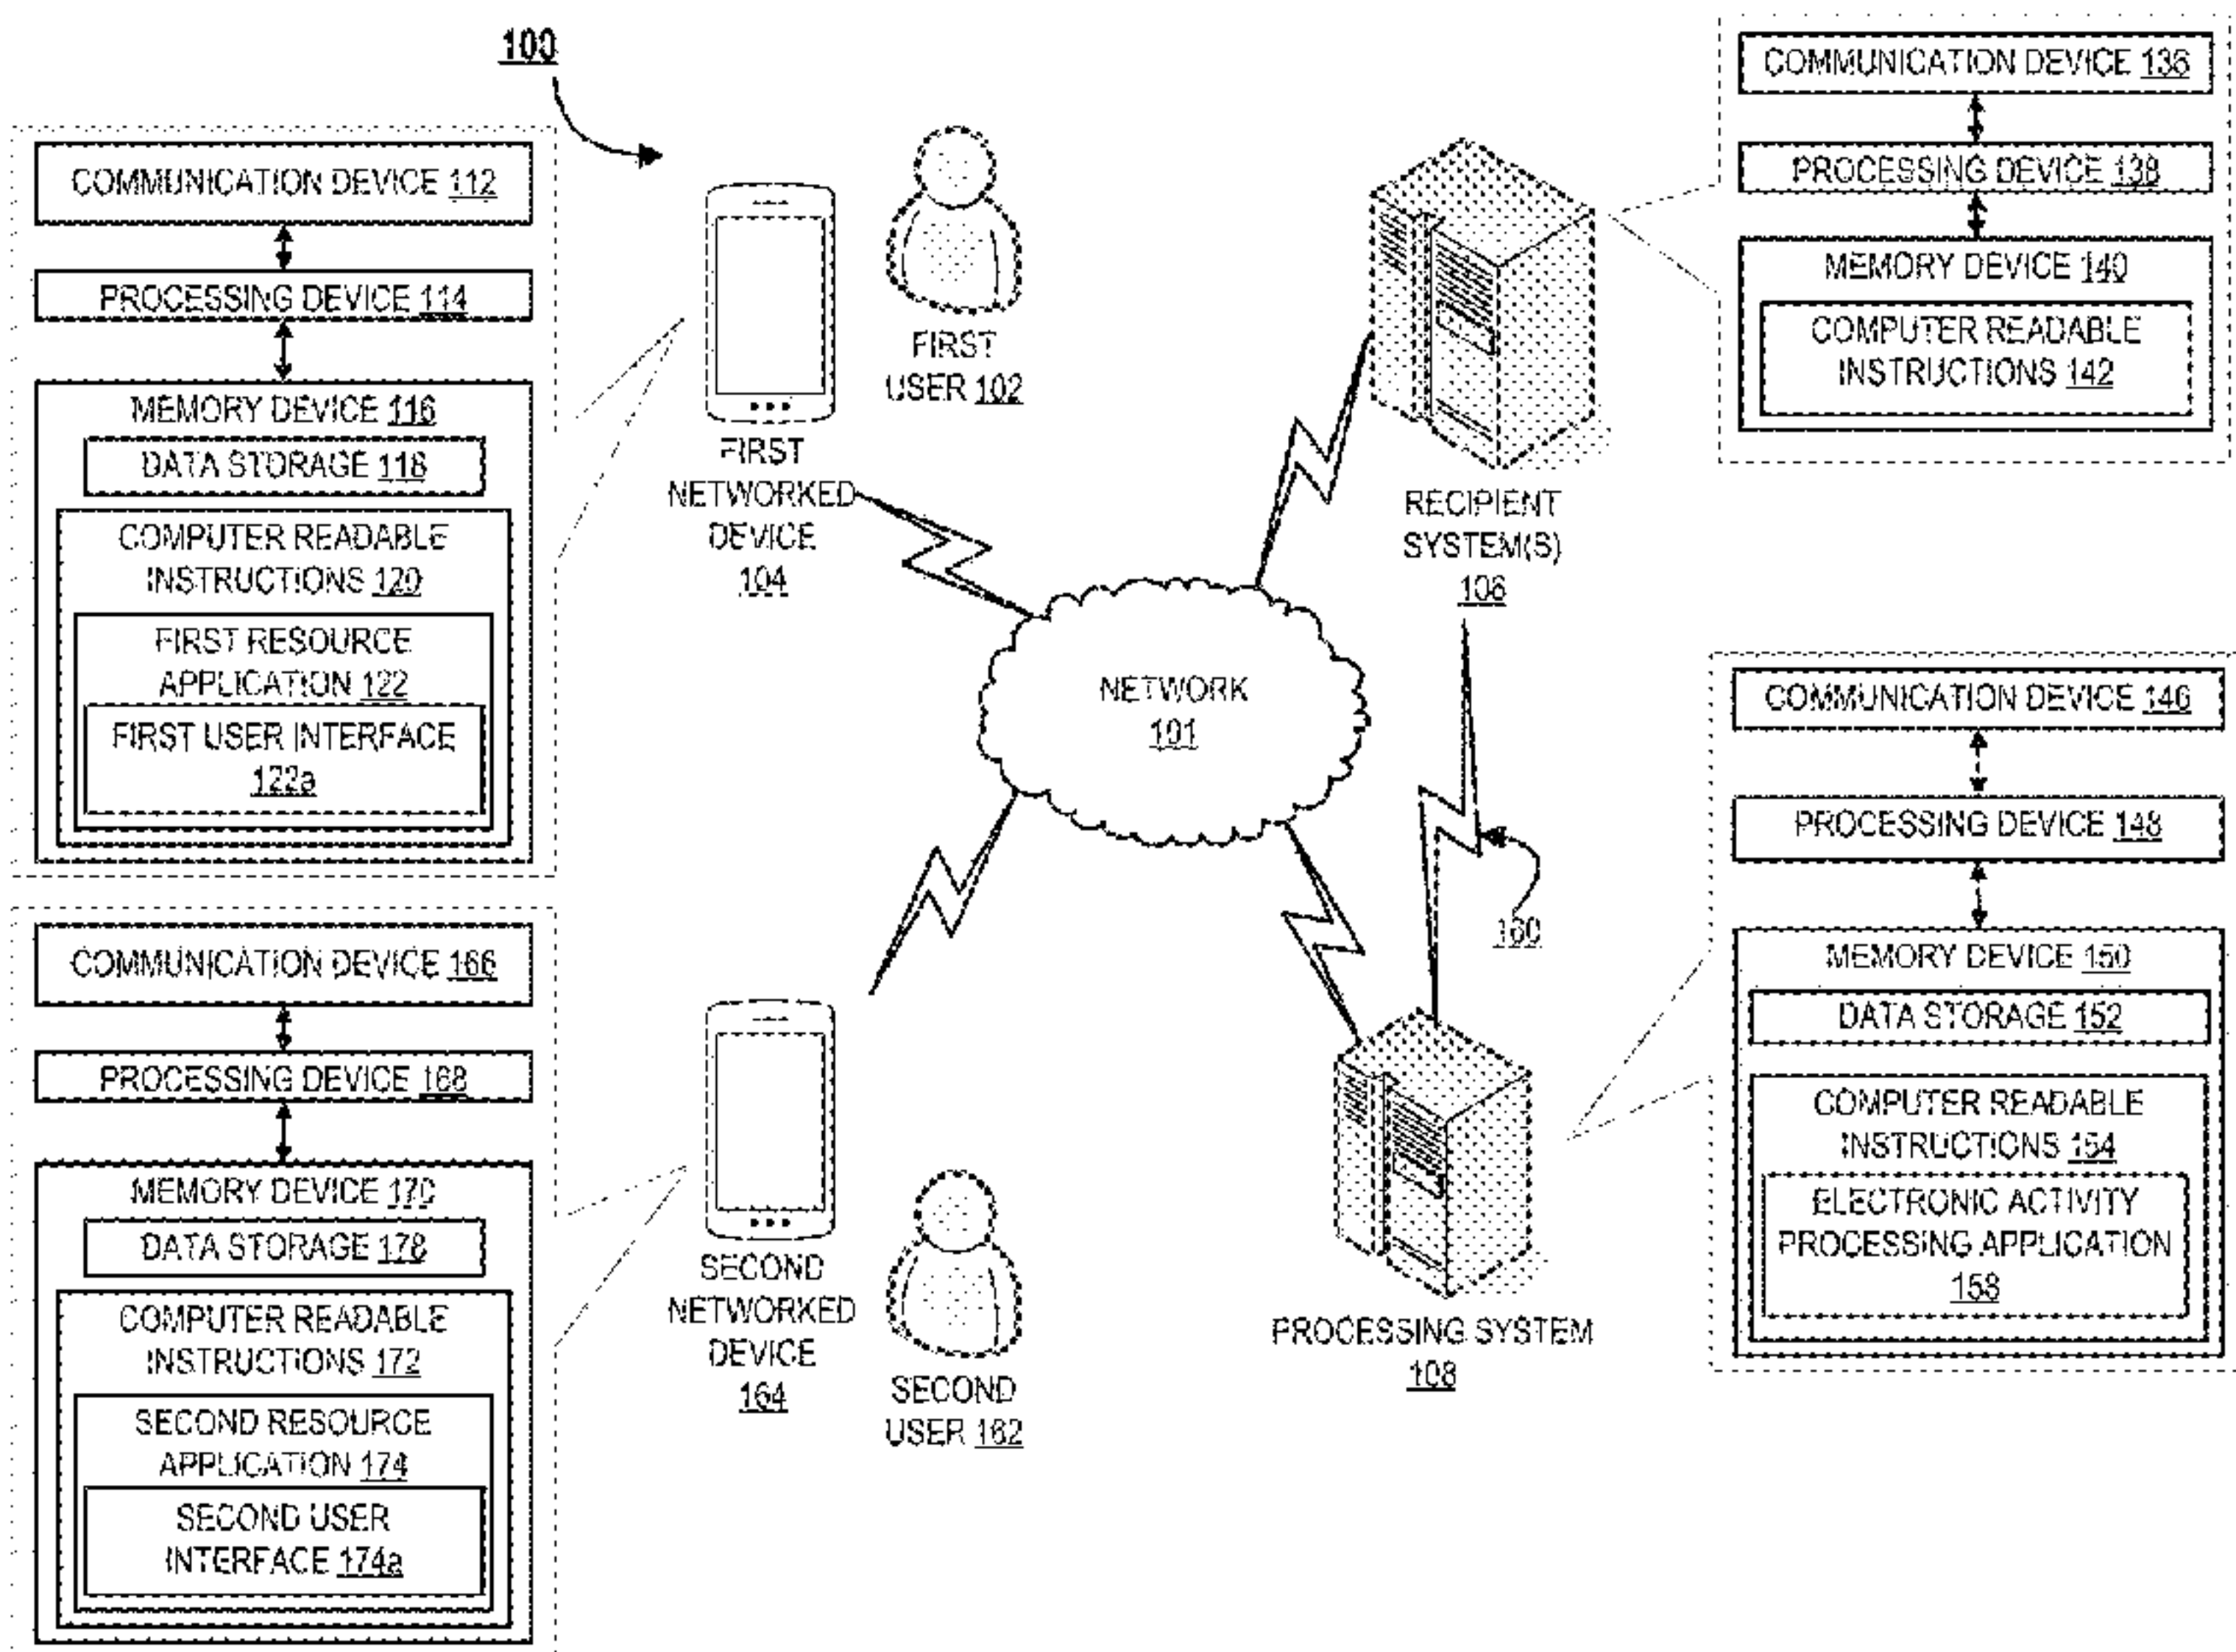 100
COMMUNICATION DEVICE 112
PROCESSING DEVICE 114
MEMORY DEVICE 116
DATA STORAGE 118
COMPUTER READABLE
INSTRUCTIONS 120
FIRST RESOURCE
APPLICATION 122
FIRST USER INTERFACE
122a
COMMUNICATION DEVICE 166
PROCESSING DEVICE 168
MEMORY DEVICE 170
DATA STORAGE 178
COMPUTER READABLE
INSTRUCTIONS 172
SECOND RESOURCE
APPLICATION 174
SECOND USER
INTERFACE 174a
FIRST
USER 102
FIRST
NETWORKED
DEVICE
104
NETWORK
101
SECOND
NETWORKED
DEVICE
164
SECOND
USER 162
RECIPIENT
SYSTEM(S)
106
160
PROCESSING SYSTEM
108
COMMUNICATION DEVICE 136
PROCESSING DEVICE 138
MEMORY DEVICE 140
COMPUTER READABLE
INSTRUCTIONS 142
COMMUNICATION DEVICE 146
PROCESSING DEVICE 148
MEMORY DEVICE 150
DATA STORAGE 152
COMPUTER READABLE
INSTRUCTIONS 154
ELECTRONIC ACTIVITY
PROCESSING APPLICATION
158